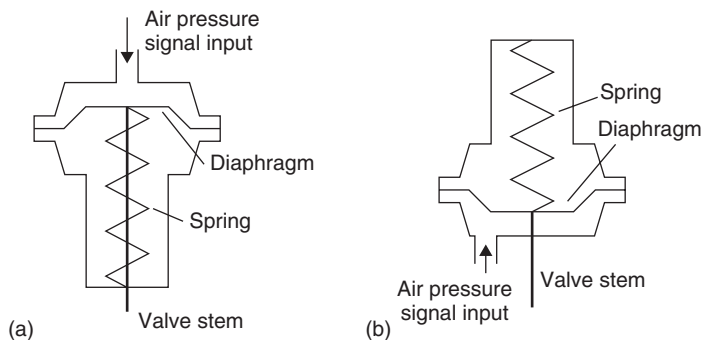 Air pressure
signal input
Diaphragm
Spring
Valve stem
(a)
Spring
Diaphragm
Valve stem
Air pressure
signal input
(b)